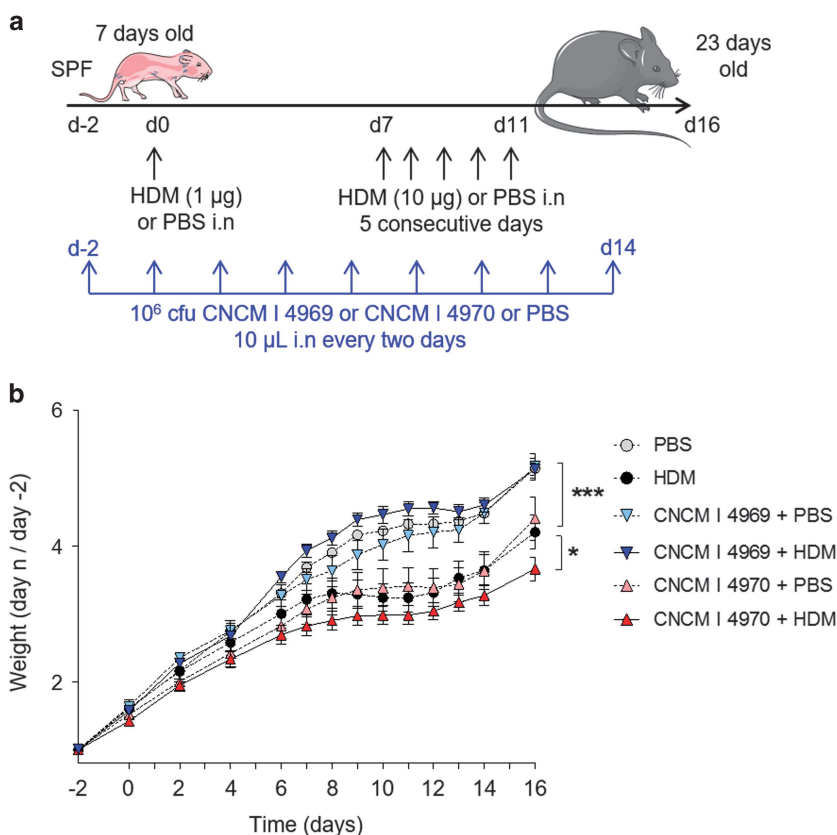 a
7 days old
SPF
23 days
old
d-2 d0 d7 d11 d16
HDM (1 µg)
or PBS i.n
HDM (10 µg) or PBS i.n
5 consecutive days
d-2 d14
10⁶ cfu CNCM I 4969 or CNCM I 4970 or PBS
10 µL i.n every two days
b
Weight (day n / day -2)
6
4
2
-2 0 2 4 6 8 10 12 14 16
Time (days)
PBS
HDM
CNCM I 4969 + PBS
CNCM I 4969 + HDM
CNCM I 4970 + PBS
CNCM I 4970 + HDM
***
*